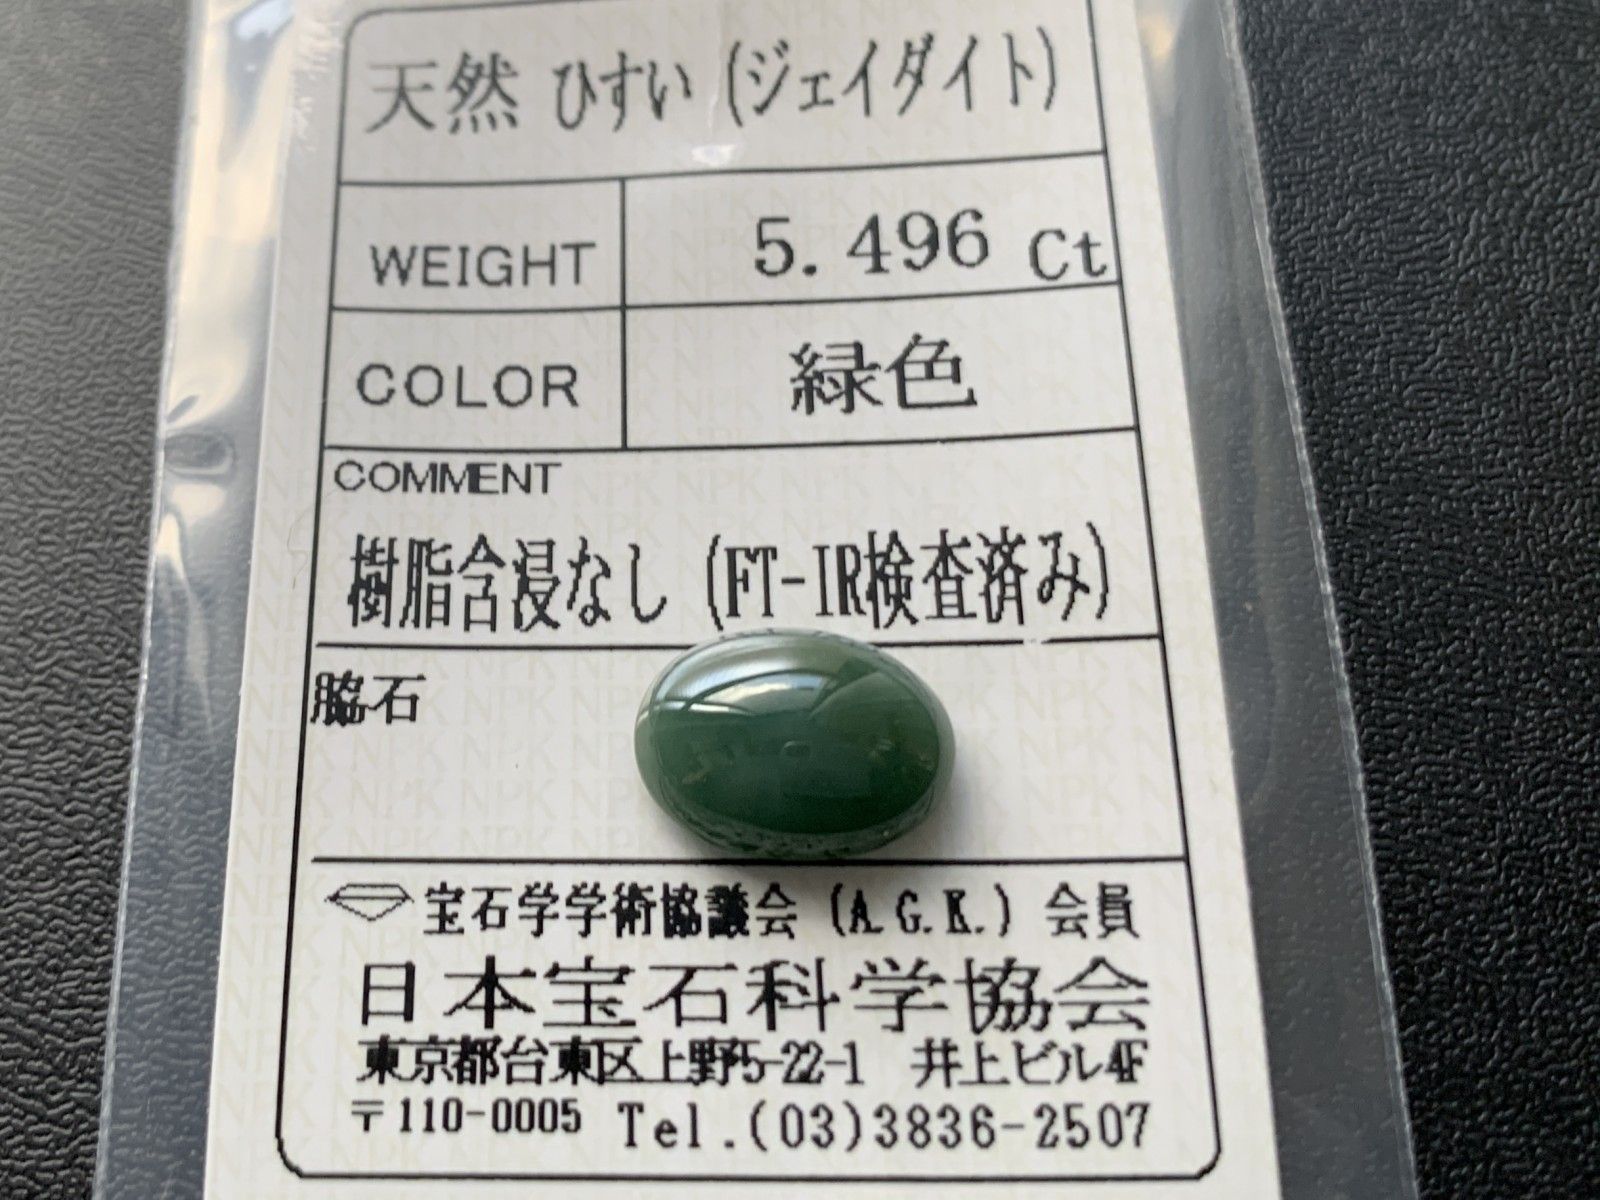 天然 ひすい (ジェイダイト)
WEIGHT 5.496 Ct
COLOR 緑色
COMMENT
樹脂含浸なし (FT-IR検査済み)
脇石
宝石学学術協議会 (A.G.K.) 会員
日本宝石科学協会
東京都台東区上野5-22-1 井上ビル4F
〒110-0005 Tel.(03)3836-2507